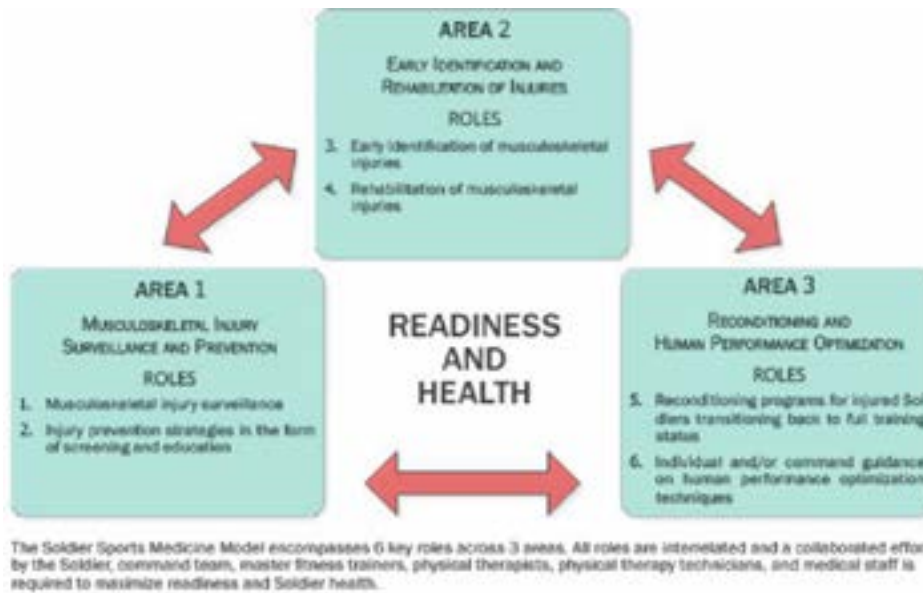 AREA 2
EARLY IDENTIFICATION AND
REHABILITATION OF INJURIES
ROLES
3. Early identification of musculoskeletal
injuries
4. Rehabilitation of musculoskeletal
injuries
AREA 1
MUSCULOSKELETAL INJURY
SURVEILLANCE AND PREVENTION
ROLES
1. Musculoskeletal injury surveillance
2. Injury prevention strategies in the form
of screening and education
READINESS
AND
HEALTH
AREA 3
RECONDITIONING AND
HUMAN PERFORMANCE OPTIMIZATION
ROLES
5. Reconditioning programs for injured Sol
diers transitioning back to full training
status
6. Individual and/or command guidance
on human performance optimization
techniques
The Soldier Sports Medicine Model encompasses 6 key roles across 3 areas. All roles are interrelated and a collaborated effor
by the Soldier, command team, master fitness trainers, physical therapists, physical therapy technicians, and medical staff is
required to maximize readiness and Soldier health.